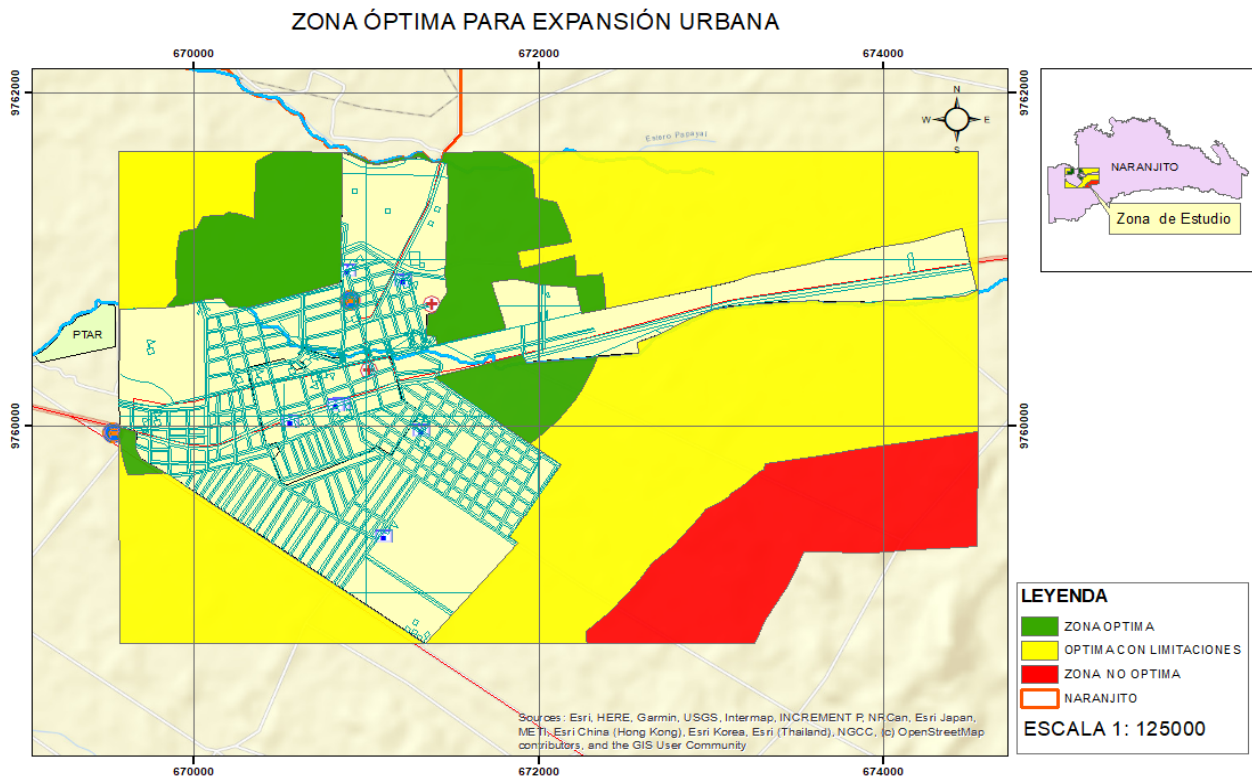 ZONA ÓPTIMA PARA EXPANSIÓN URBANA
670000
672000
674000
9762000
9762000
N
W
E
S
Estero Papayal
NARANJITO
Zona de Estudio
PTAR
9760000
9760000
LEYENDA
ZONA OPTIMA
OPTIMA CON LIMITACIONES
ZONA NO OPTIMA
NARANJITO
ESCALA 1: 125000
Sources: Esri, HERE, Garmin, USGS, Intermap, INCREMENT P, NRCan, Esri Japan,
METI, Esri China (Hong Kong), Esri Korea, Esri (Thailand), NGCC, (c) OpenStreetMap
contributors, and the GIS User Community
670000
672000
674000